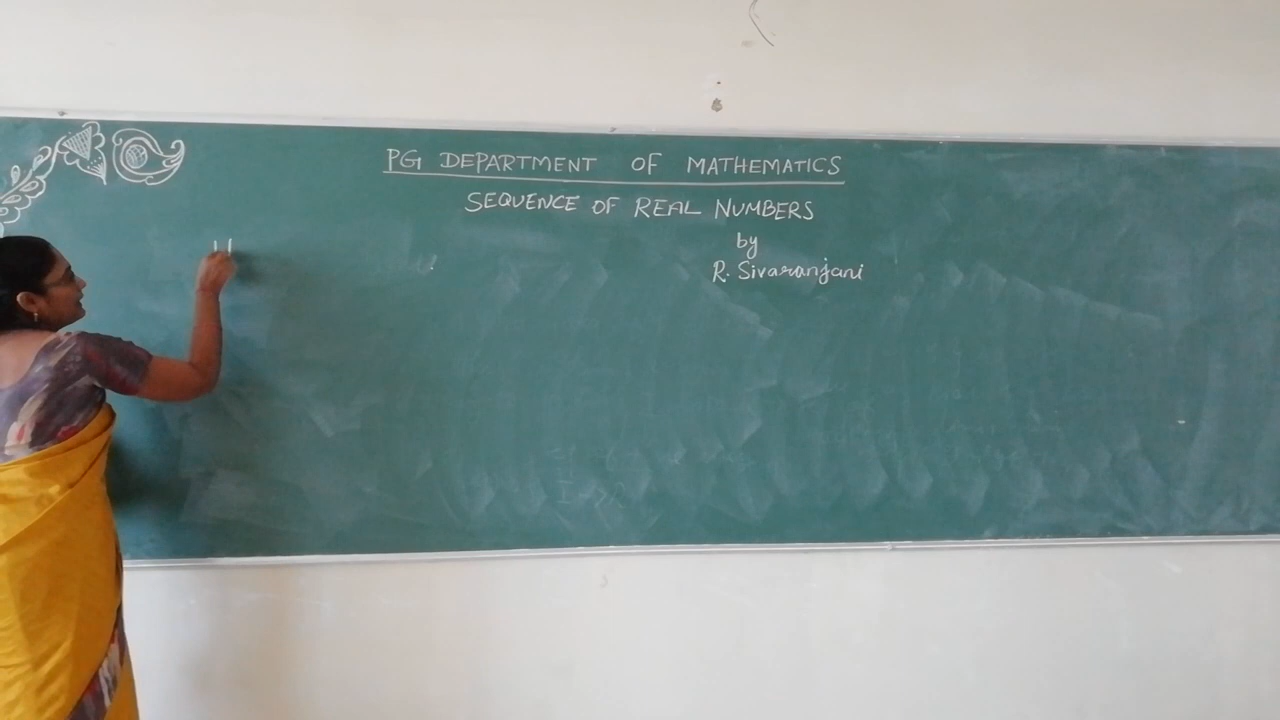 PG DEPARTMENT OF MATHEMATICS
SEQUENCE OF REAL NUMBERS
by
R. Sivaranjani